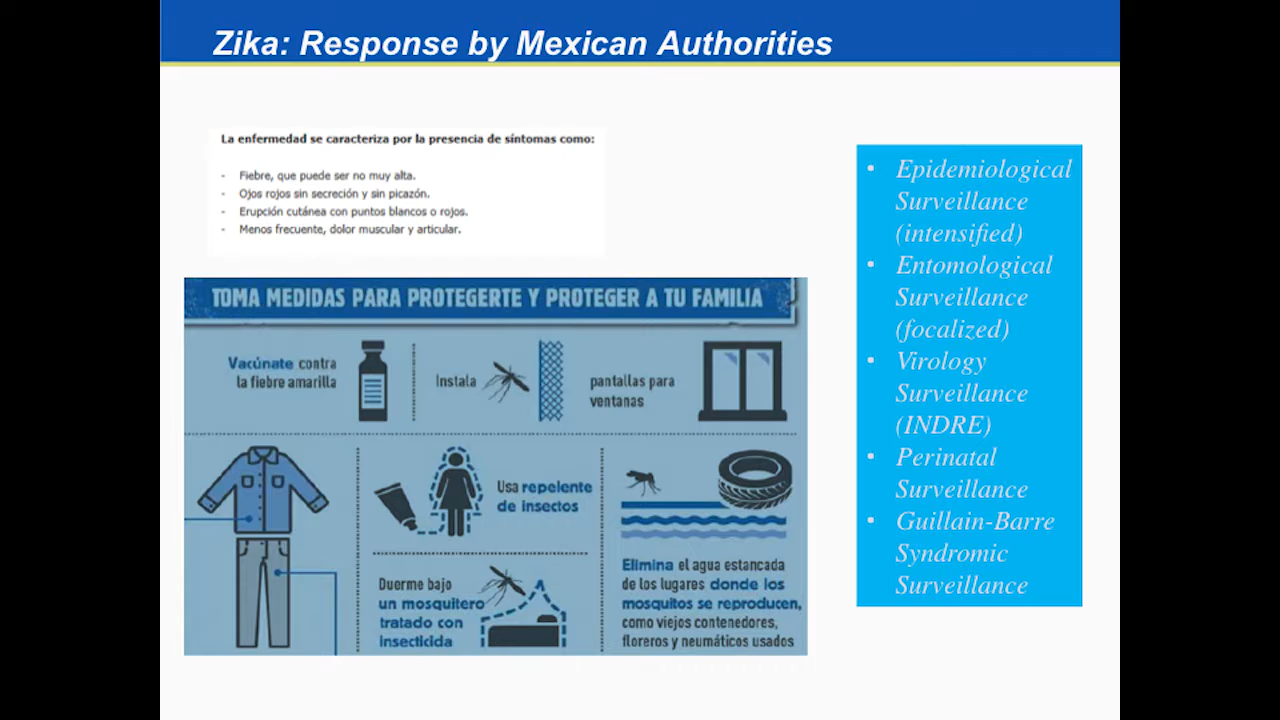 Zika: Response by Mexican Authorities
La enfermedad se caracteriza por la presencia de síntomas como:
- Fiebre, que puede ser no muy alta.
- Ojos rojos sin secreción y sin picazón.
- Erupción cutánea con puntos blancos o rojos.
- Menos frecuente, dolor muscular y articular.
TOMA MEDIDAS PARA PROTEGERTE Y PROTEGER A TU FAMILIA
Vacúnate contra
la fiebre amarilla
Instala
pantallas para
ventanas
Usa repelente
de insectos
Duerme bajo
un mosquitero
tratado con
insecticida
Elimina el agua estancada
de los lugares donde los
mosquitos se reproducen,
como viejos contenedores,
floreros y neumáticos usados
• Epidemiological
Surveillance
(intensified)
• Entomological
Surveillance
(focalized)
• Virology
Surveillance
(INDRE)
• Perinatal
Surveillance
• Guillain-Barre
Syndromic
Surveillance